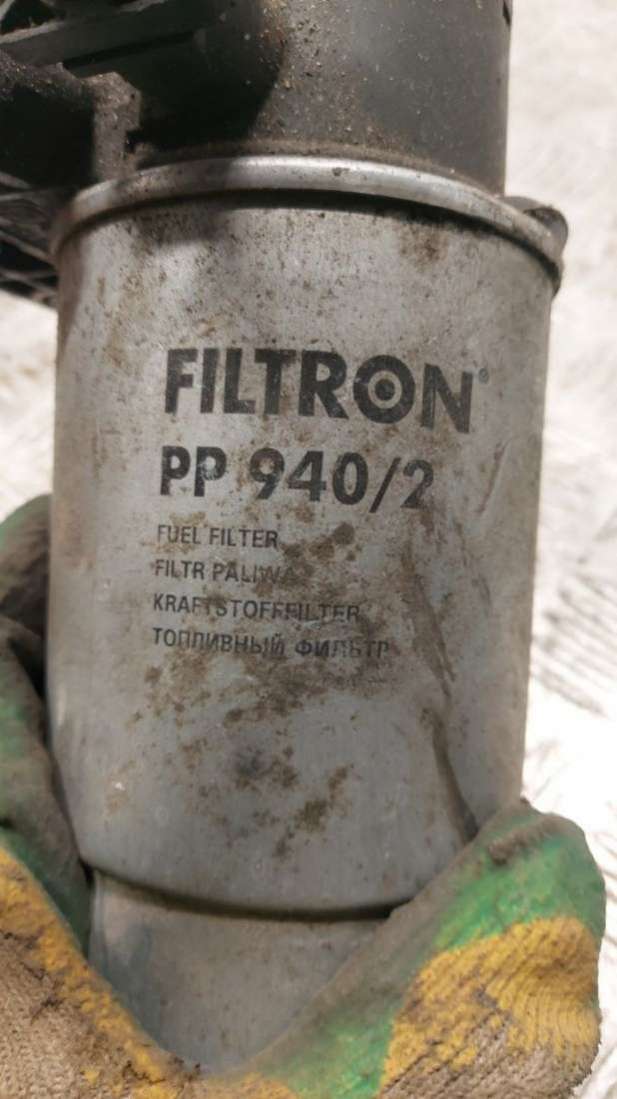 FILTRON®
PP 940/2
FUEL FILTER
FILTR PALIWA
KRAFTSTOFFFILTER
ТОПЛИВНЫЙ ФИЛЬТР